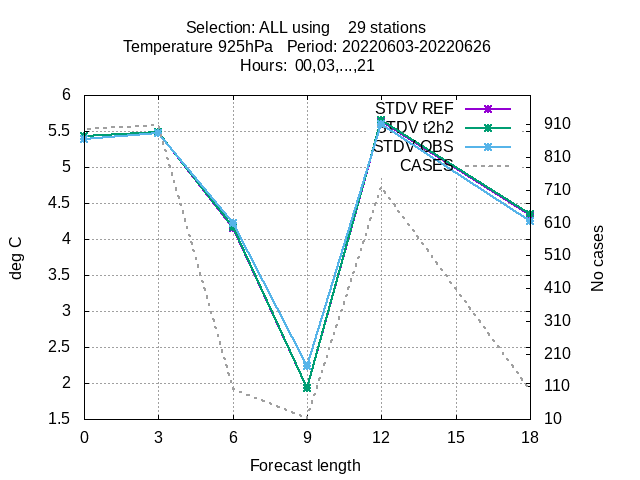 Selection: ALL using 29 stations
Temperature 925hPa Period: 20220603-20220626
Hours: 00,03,...,21
STDV REF
STDV t2h2
STDV OBS
CASES
6
5.5
5
4.5
4
3.5
3
2.5
2
1.5
deg C
910
810
710
610
510
410
310
210
110
10
No cases
0 3 6 9 12 15 18
Forecast length